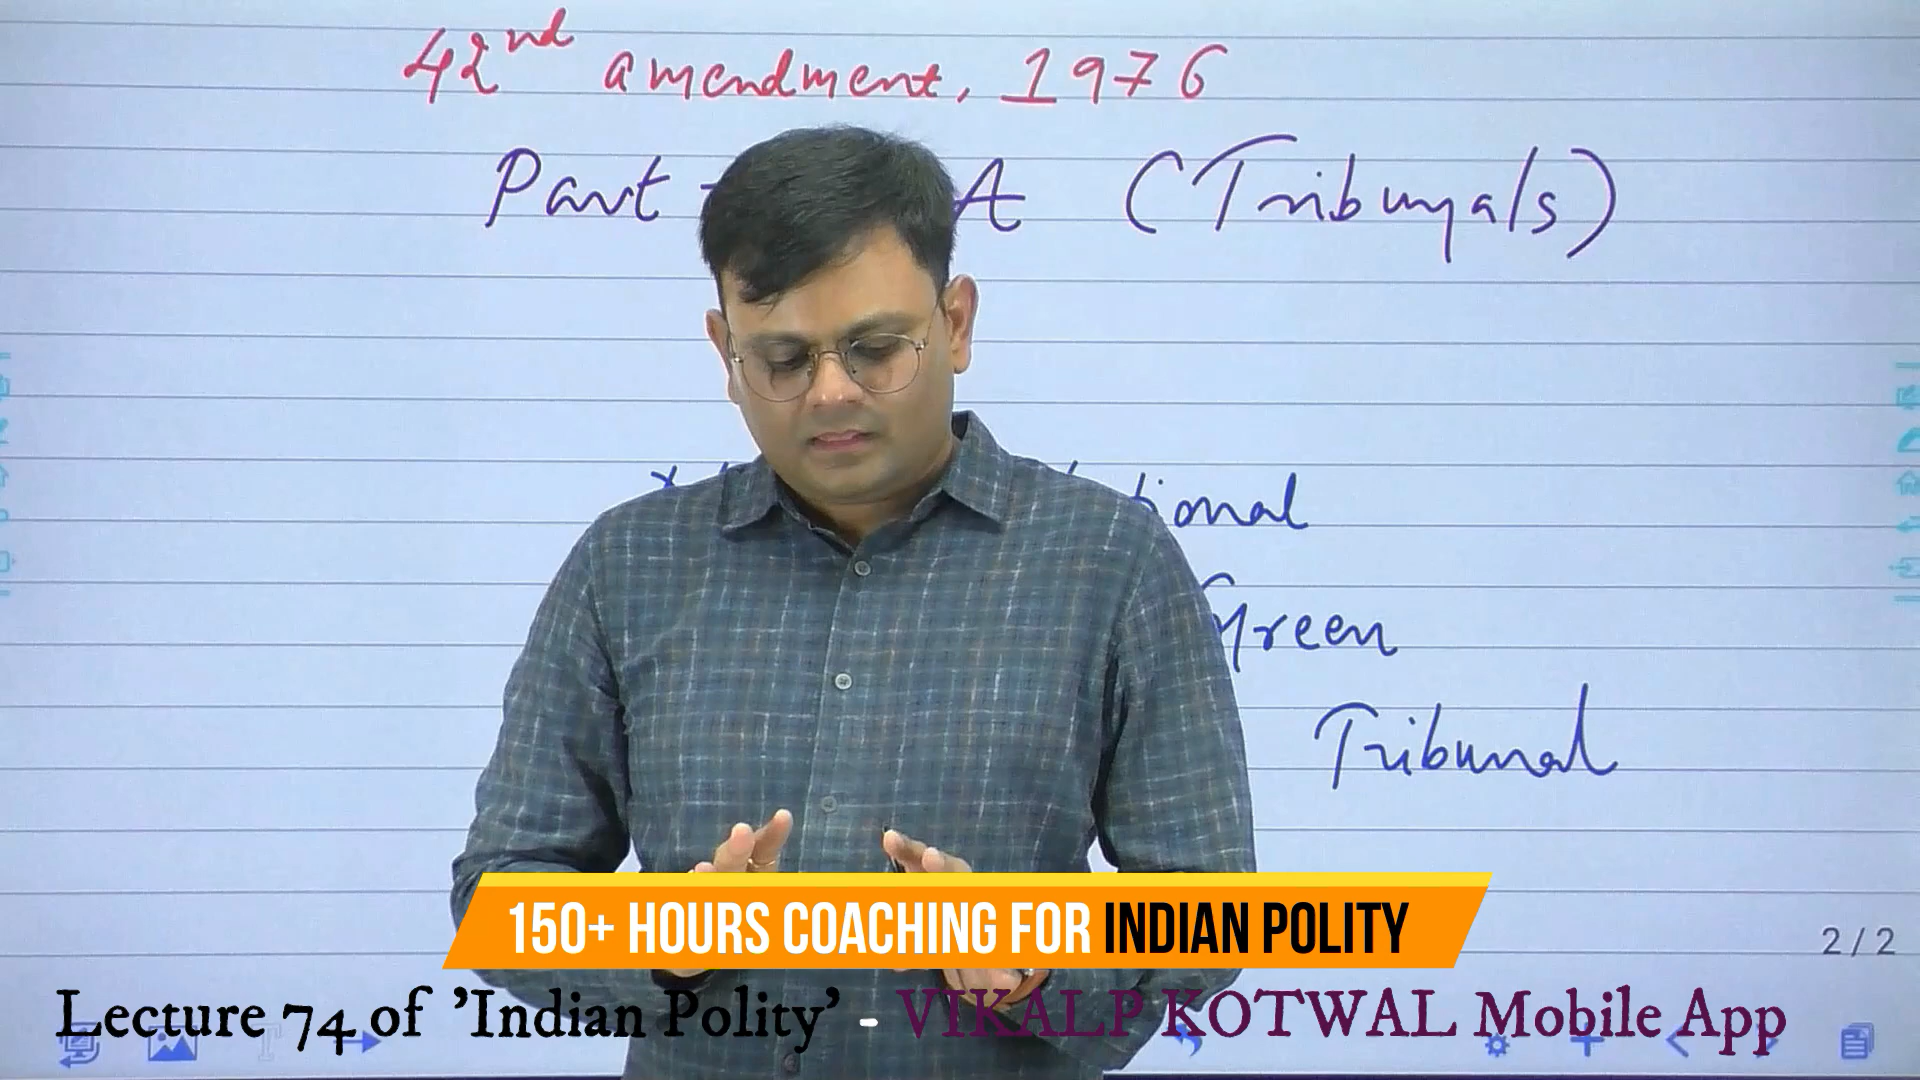 42nd amendment, 1976
Part - A (Tribunals)
Green
Tribunal
150+ HOURS COACHING FOR INDIAN POLITY
2/2
Lecture 74 of 'Indian Polity' - VIKALP KOTWAL Mobile App